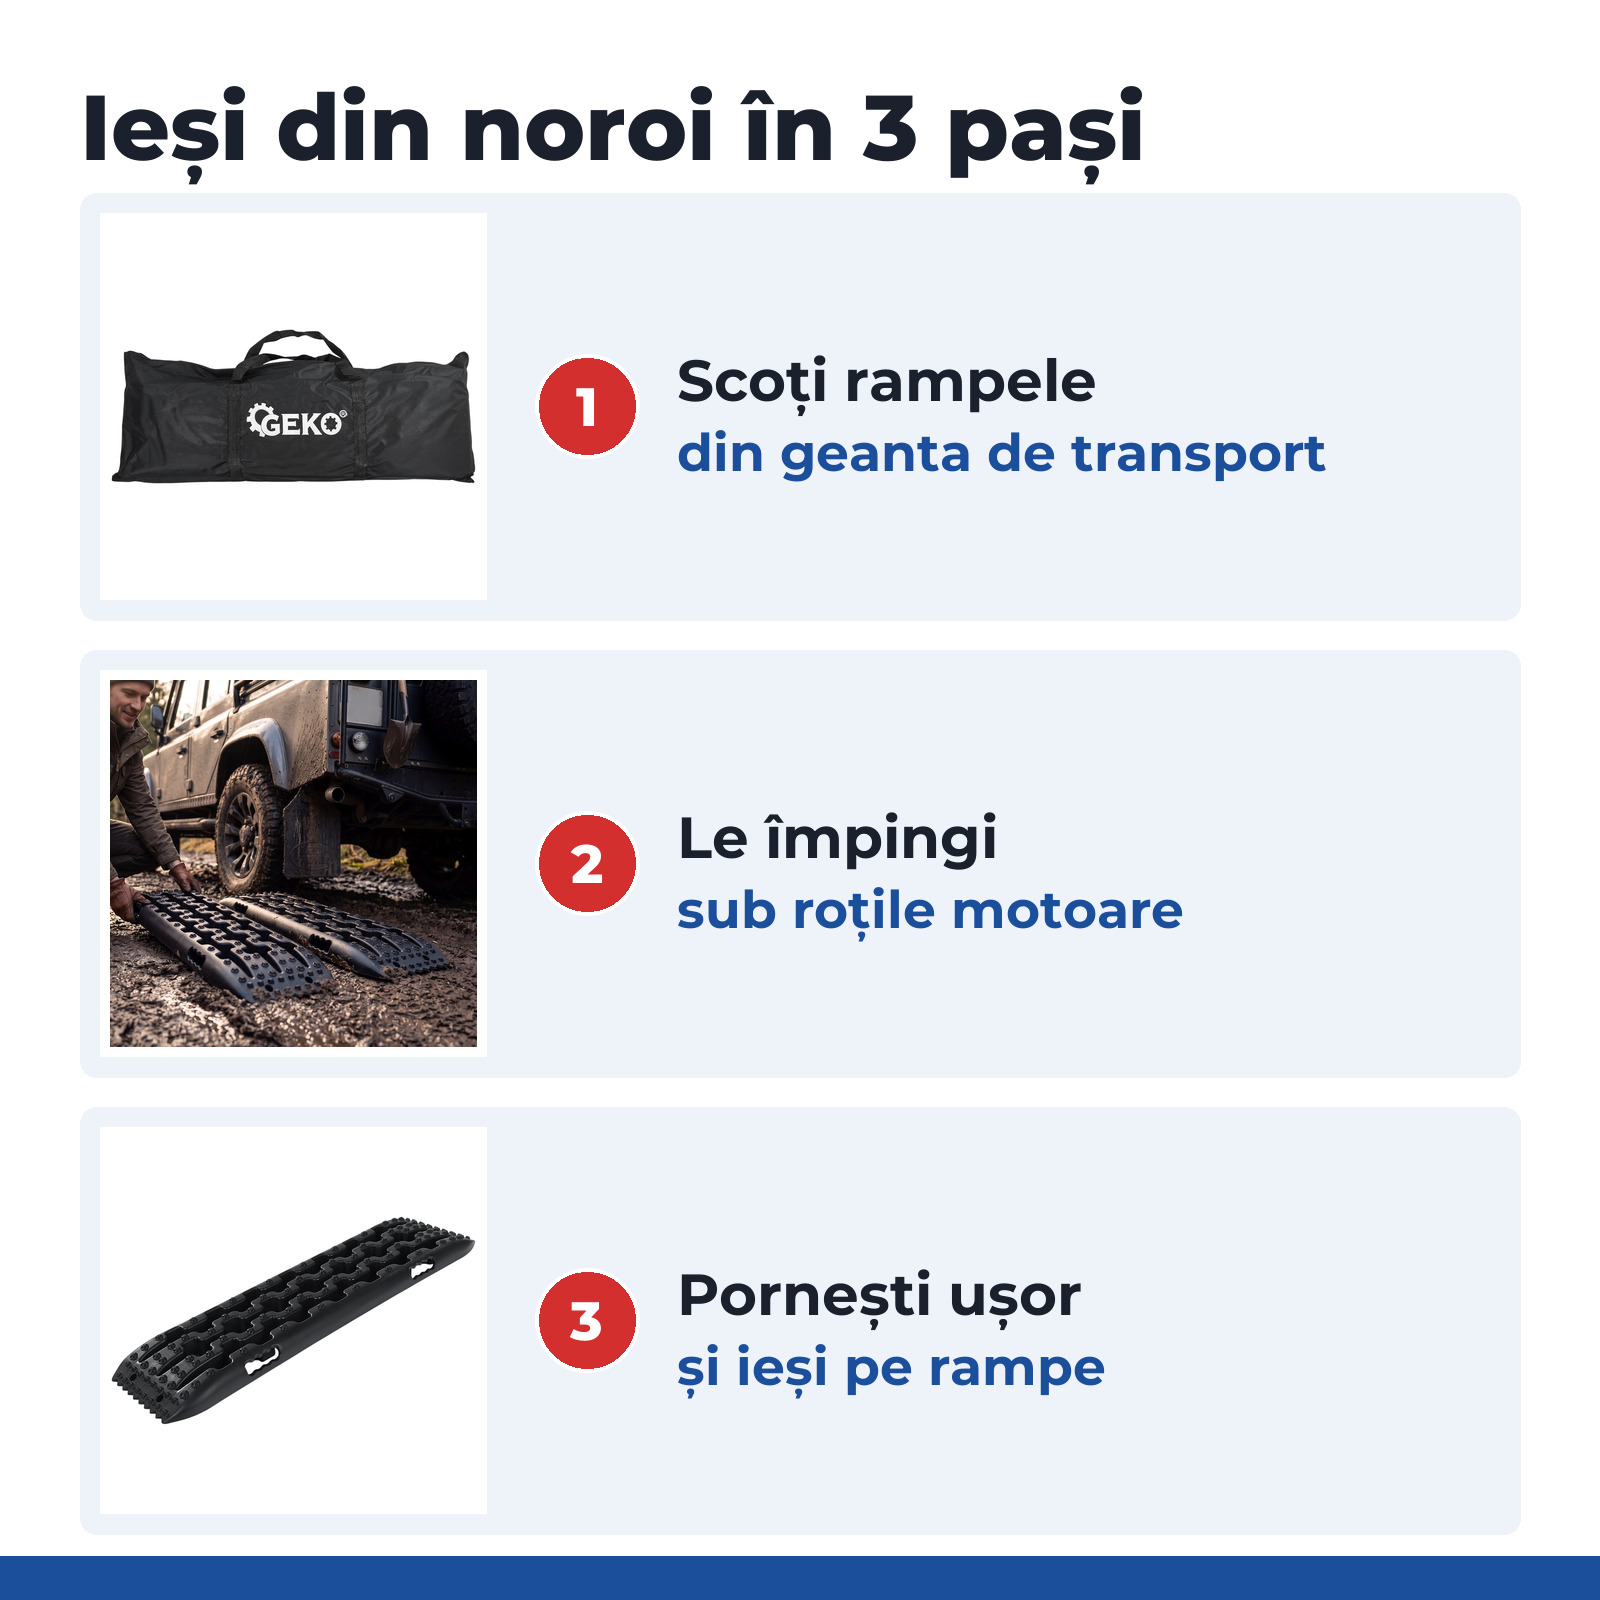 Ieși din noroi în 3 pași
GEKO®
1
Scoți rampele
din geanta de transport
2
Le împingi
sub roțile motoare
3
Pornești ușor
și ieși pe rampe